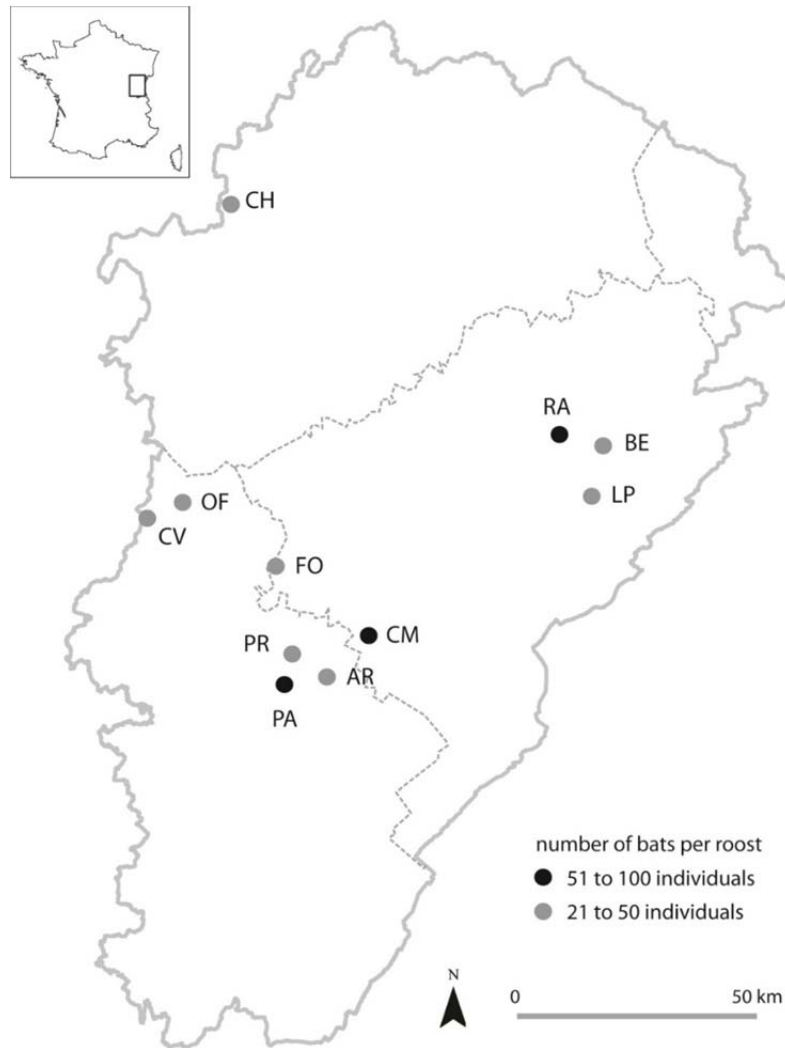 CH
RA
BE
LP
OF
CV
FO
CM
PR
AR
PA
number of bats per roost
51 to 100 individuals
21 to 50 individuals
N
0 50 km